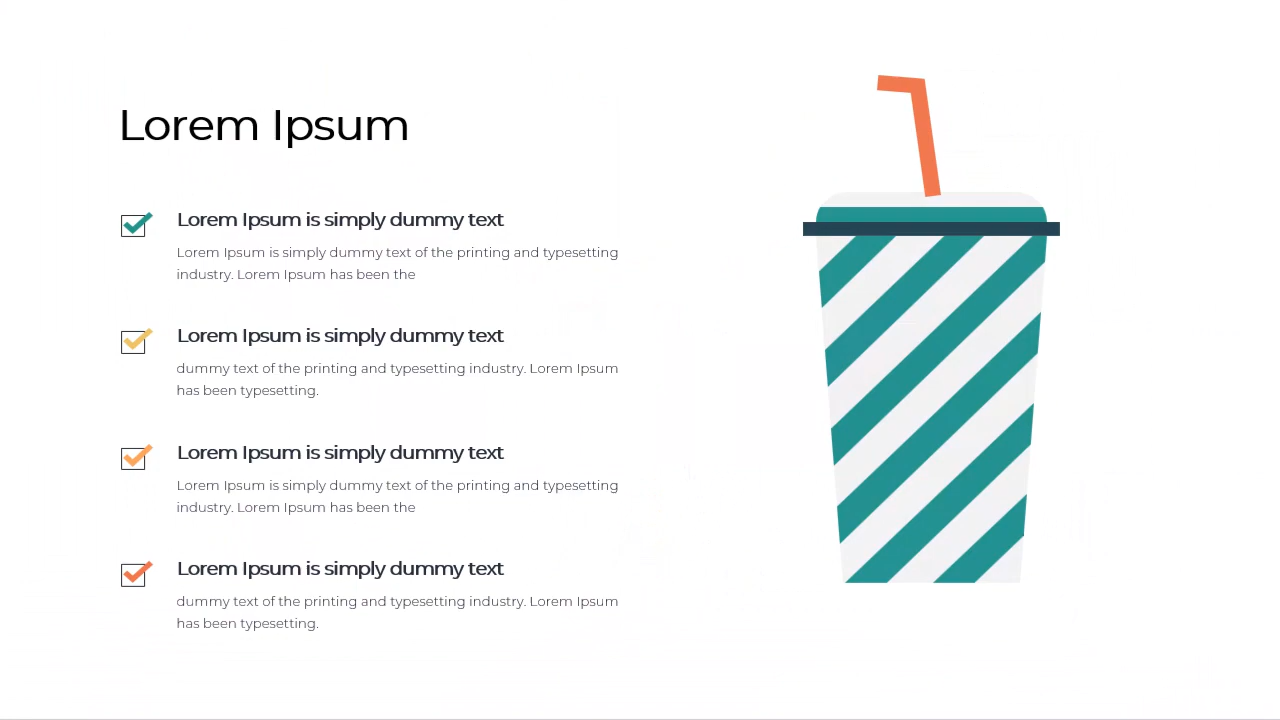 Lorem Ipsum
Lorem Ipsum is simply dummy text
Lorem Ipsum is simply dummy text of the printing and typesetting
industry. Lorem Ipsum has been the
Lorem Ipsum is simply dummy text
dummy text of the printing and typesetting industry. Lorem Ipsum
has been typesetting.
Lorem Ipsum is simply dummy text
Lorem Ipsum is simply dummy text of the printing and typesetting
industry. Lorem Ipsum has been the
Lorem Ipsum is simply dummy text
dummy text of the printing and typesetting industry. Lorem Ipsum
has been typesetting.